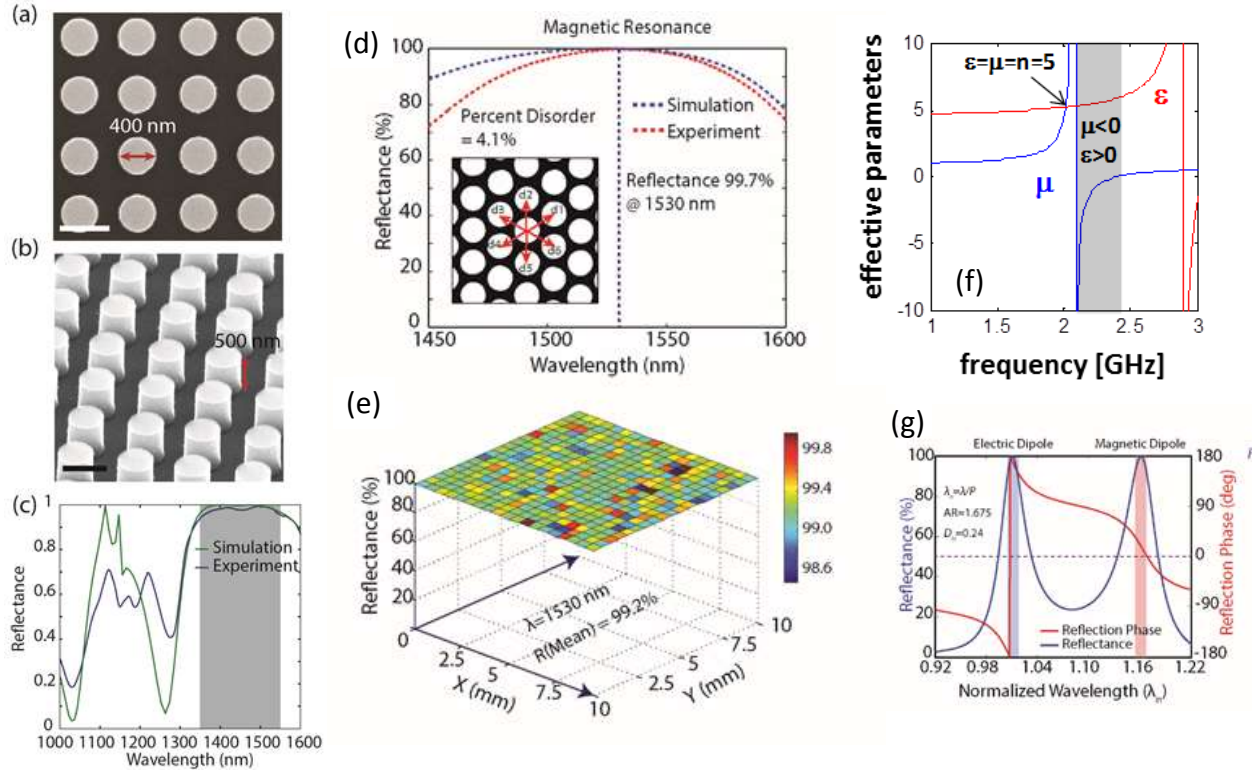 (a)
400 nm
(b)
500 nm
(c)
Reflectance
1
0.8
0.6
0.4
0.2
0
Simulation
Experiment
1000 1100 1200 1300 1400 1500 1600
Wavelength (nm)
(d)
Magnetic Resonance
Reflectance (%)
100
80
60
40
20
0
Percent Disorder
= 4.1%
Simulation
Experiment
Reflectance 99.7%
@ 1530 nm
d2
d3 d1
d4 d6
d5
1450 1500 1550 1600
Wavelength (nm)
(e)
Reflectance (%)
100
80
60
40
20
0
λ=1530 nm
R(Mean) = 99.2%
2.5
5
7.5
10
X (mm)
2.5
5
7.5
10
Y (mm)
99.8
99.4
99.0
98.6
effective parameters
10
5
0
-5
-10
ε=μ=n=5
ε
μ<0
ε>0
μ
(f)
1 1.5 2 2.5 3
frequency [GHz]
(g)
Electric Dipole Magnetic Dipole
Reflectance (%)
100
80
60
40
20
0
λn=λ/P
AR=1.675
Dn=0.24
Reflection Phase
Reflectance
180
90
0
-90
-180
Reflection Phase (deg)
0.92 0.98 1.04 1.10 1.16 1.22
Normalized Wavelength (λn)